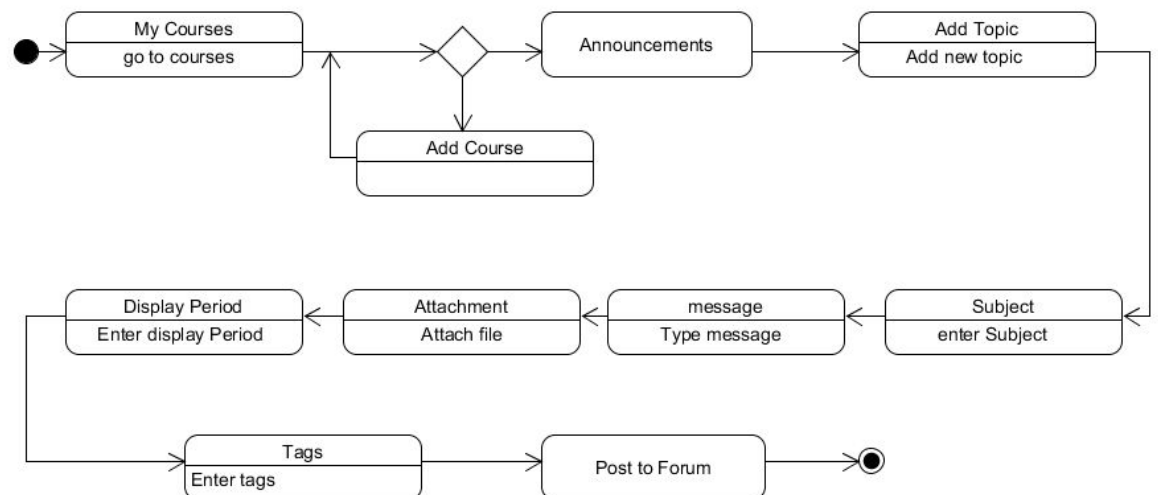 My Courses
go to courses
Announcements
Add Topic
Add new topic
Add Course
Display Period
Enter display Period
Attachment
Attach file
message
Type message
Subject
enter Subject
Tags
Enter tags
Post to Forum